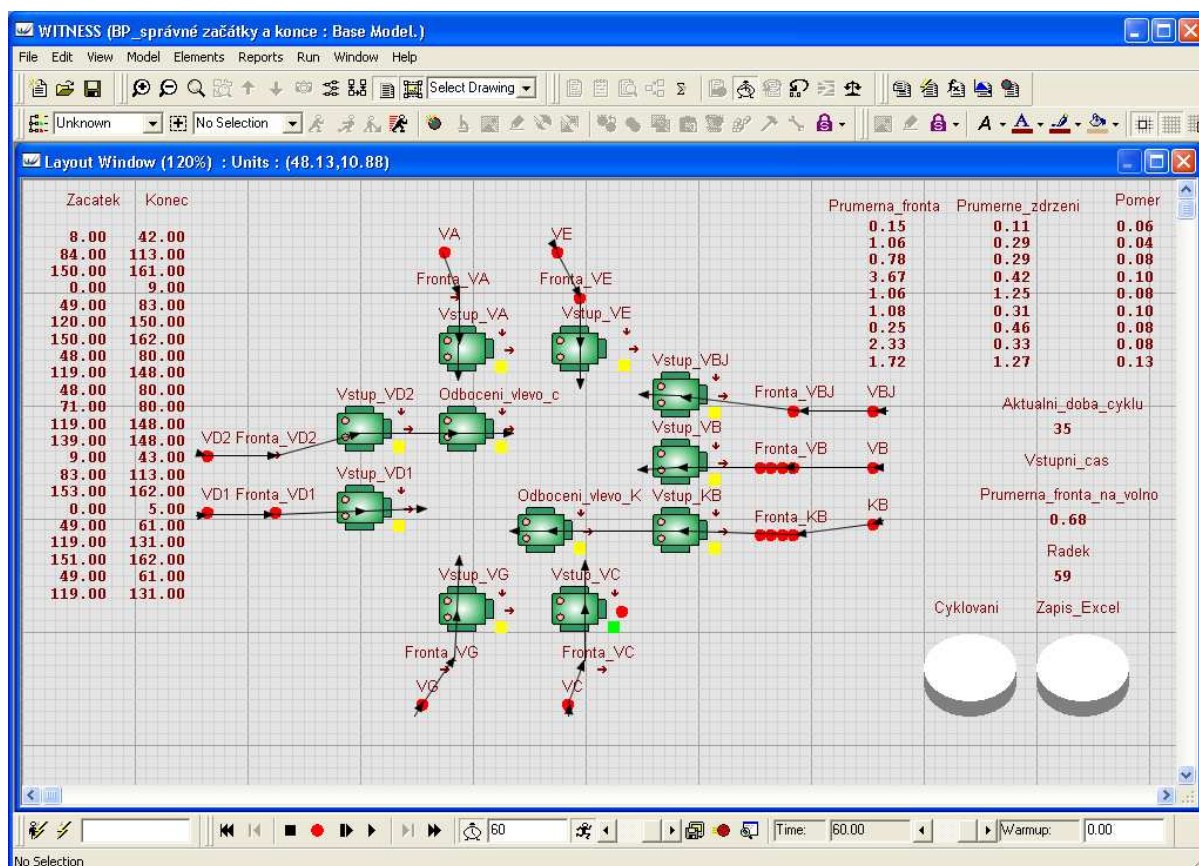 WITNESS (BP_správné začátky a konce : Base Model.)
File Edit View Model Elements Reports Run Window Help
Select Drawing
Unknown
No Selection
Layout Window (120%) : Units : (48.13,10.88)
Zacatek Konec
8.00 42.00
84.00 113.00
150.00 161.00
0.00 9.00
49.00 83.00
120.00 150.00
150.00 162.00
48.00 80.00
119.00 148.00
48.00 80.00
71.00 80.00
119.00 148.00
139.00 148.00
9.00 43.00
83.00 113.00
153.00 162.00
0.00 5.00
49.00 61.00
119.00 131.00
151.00 162.00
49.00 61.00
119.00 131.00
VA
Fronta_VA
Vstup_VA
VE
Fronta_VE
Vstup_VE
Vstup_VD2
Odboceni_vlevo_c
VD2 Fronta_VD2
Vstup_VD1
VD1 Fronta_VD1
Vstup_VBJ
Fronta_VBJ
VBJ
Vstup_VB
Fronta_VB
VB
Odboceni_vlevo_K
Vstup_KB
Fronta_KB
KB
Vstup_VG
Vstup_VC
Fronta_VG
Fronta_VC
VG
VC
Prumerna_fronta Prumerne_zdrzeni Pomer
0.15 0.11 0.06
1.06 0.29 0.04
0.78 0.29 0.08
3.67 0.42 0.10
1.06 1.25 0.08
1.08 0.31 0.10
0.25 0.46 0.08
2.33 0.33 0.08
1.72 1.27 0.13
Aktualni_doba_cyklu
35
Vstupni_cas
Prumerna_fronta_na_volno
0.68
Radek
59
Cyklovani Zapis_Excel
60
Time: 60.00
Warmup: 0.00
No Selection